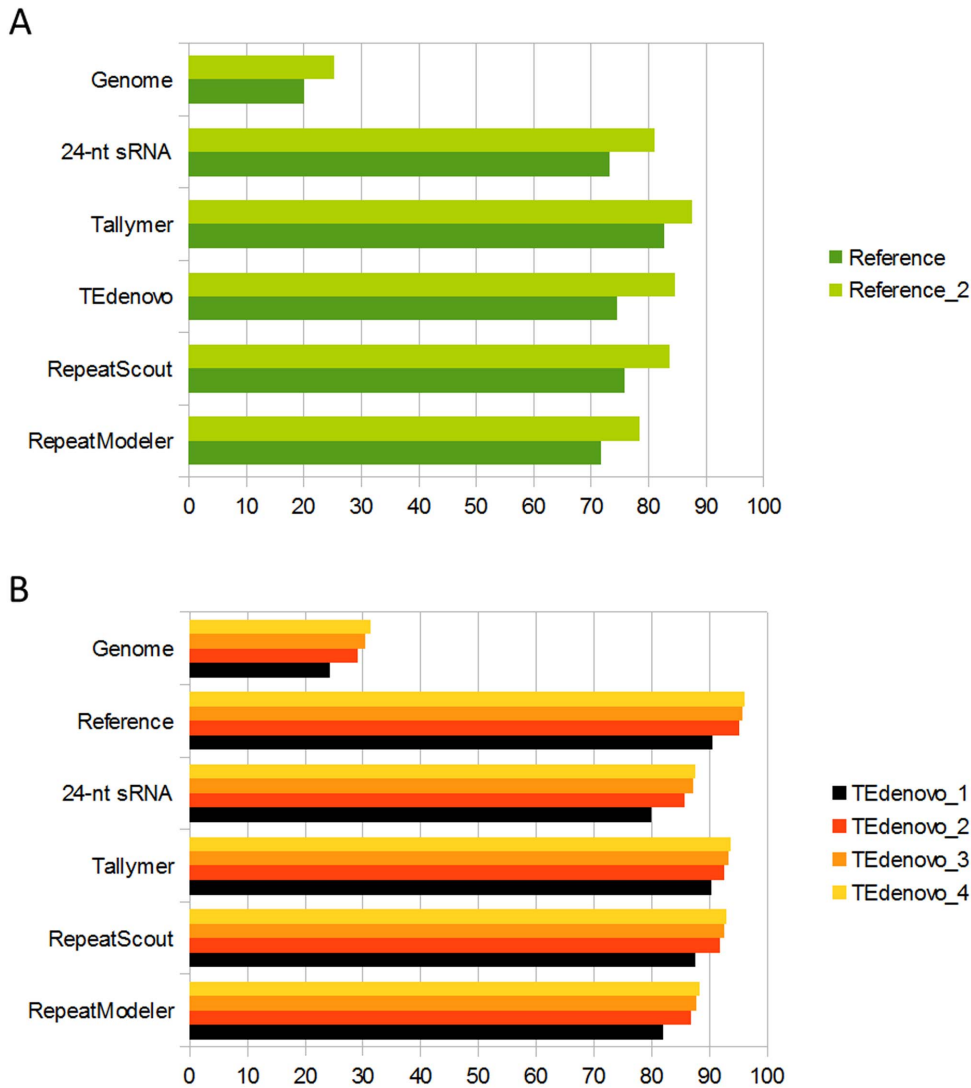 A
Genome
24-nt sRNA
Tallymer
TEdenovo
RepeatScout
RepeatModeler
0 10 20 30 40 50 60 70 80 90 100
Reference
Reference_2
B
Genome
Reference
24-nt sRNA
Tallymer
RepeatScout
RepeatModeler
0 10 20 30 40 50 60 70 80 90 100
TEdenovo_1
TEdenovo_2
TEdenovo_3
TEdenovo_4